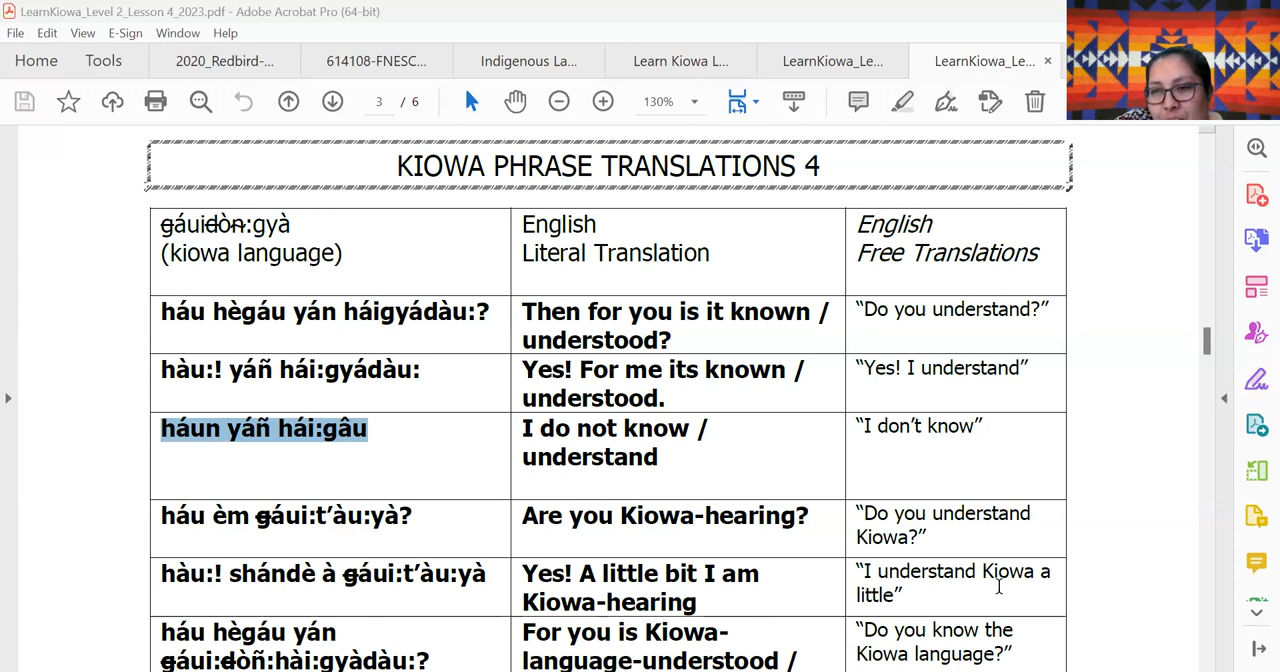 LearnKiowa_Level 2_Lesson 4_2023.pdf - Adobe Acrobat Pro (64-bit)
File Edit View E-Sign Window Help
Home Tools 2020_Redbird-... 614108-FNESC... Indigenous La... Learn Kiowa L... LearnKiowa_Le... LearnKiowa_Le... ×
3 / 6 130%
KIOWA PHRASE TRANSLATIONS 4
g̶áuid̶òn̶:gyà
(kiowa language)
English
Literal Translation
English
Free Translations
háu hègáu yán háigyádàu:?
Then for you is it known /
understood?
“Do you understand?”
hàu:! yáñ hái:gyádàu:
Yes! For me its known /
understood.
“Yes! I understand”
háun yáñ hái:gâu
I do not know /
understand
“I don’t know”
háu èm g̶áui:t’àu:yà?
Are you Kiowa-hearing?
“Do you understand
Kiowa?”
hàu:! shándè à g̶áui:t’àu:yà
Yes! A little bit I am
Kiowa-hearing
“I understand Kiowa a
little”
háu hègáu yán
g̶áui:d̶òñ:hài:gyàdàu:?
For you is Kiowa-
language-understood /
“Do you know the
Kiowa language?”